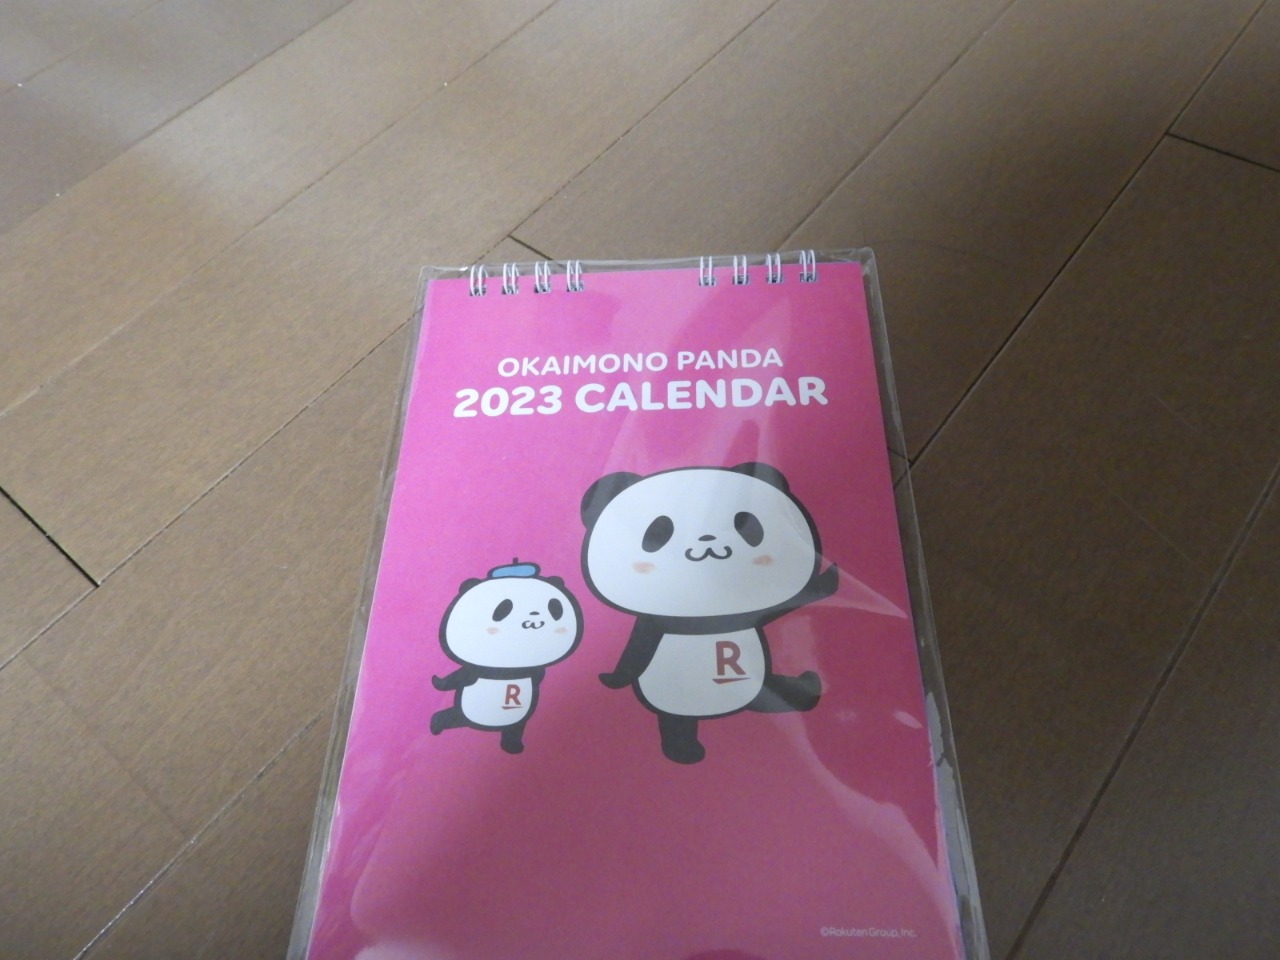 OKAIMONO PANDA
2023 CALENDAR
R
R
©Rakuten Group, Inc.